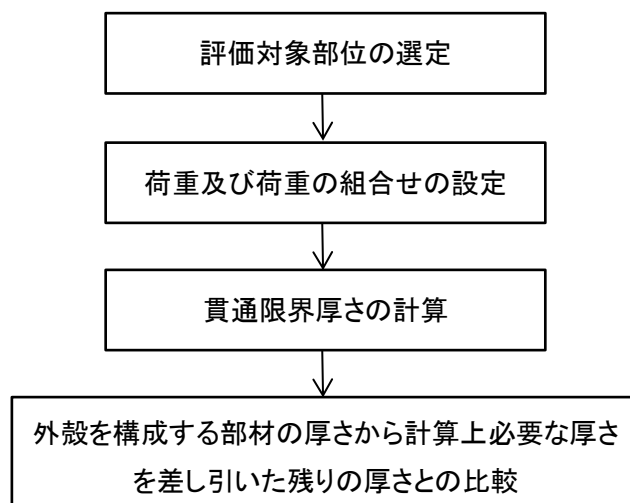 評価対象部位の選定
荷重及び荷重の組合せの設定
貫通限界厚さの計算
外殻を構成する部材の厚さから計算上必要な厚さ
を差し引いた残りの厚さとの比較